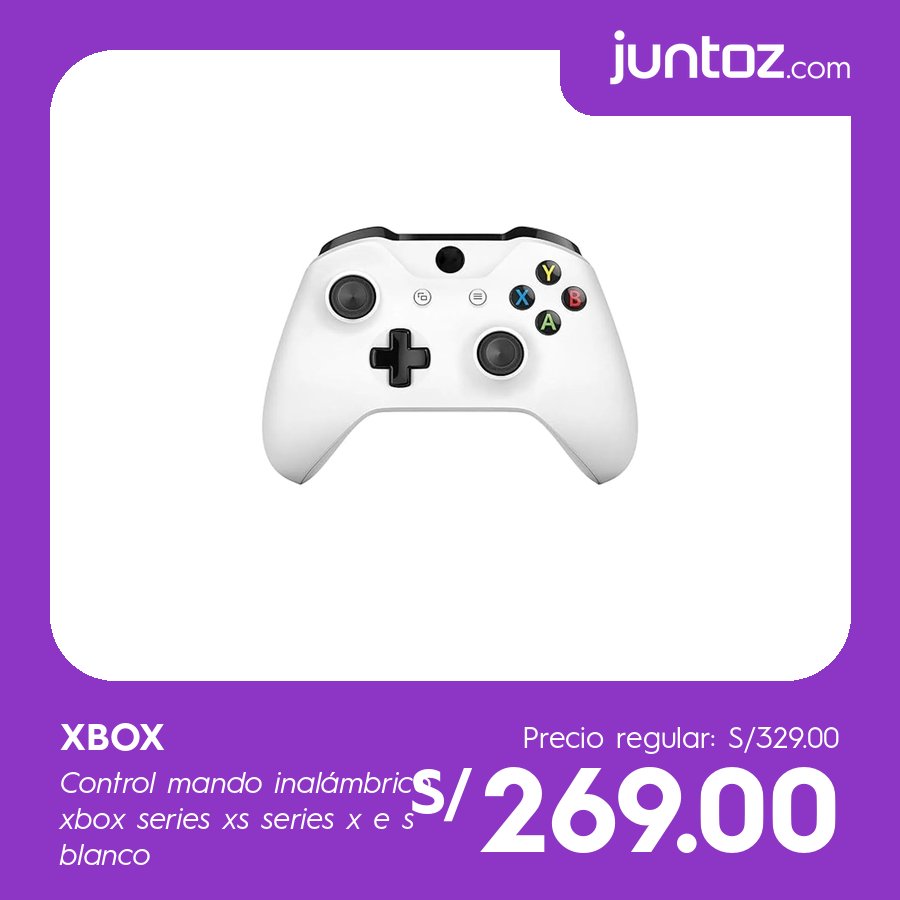 juntoz.com
Y
X
B
A
XBOX
Precio regular: S/329.00
Control mando inalámbrico
xbox series xs series x e s
blanco
S/269.00